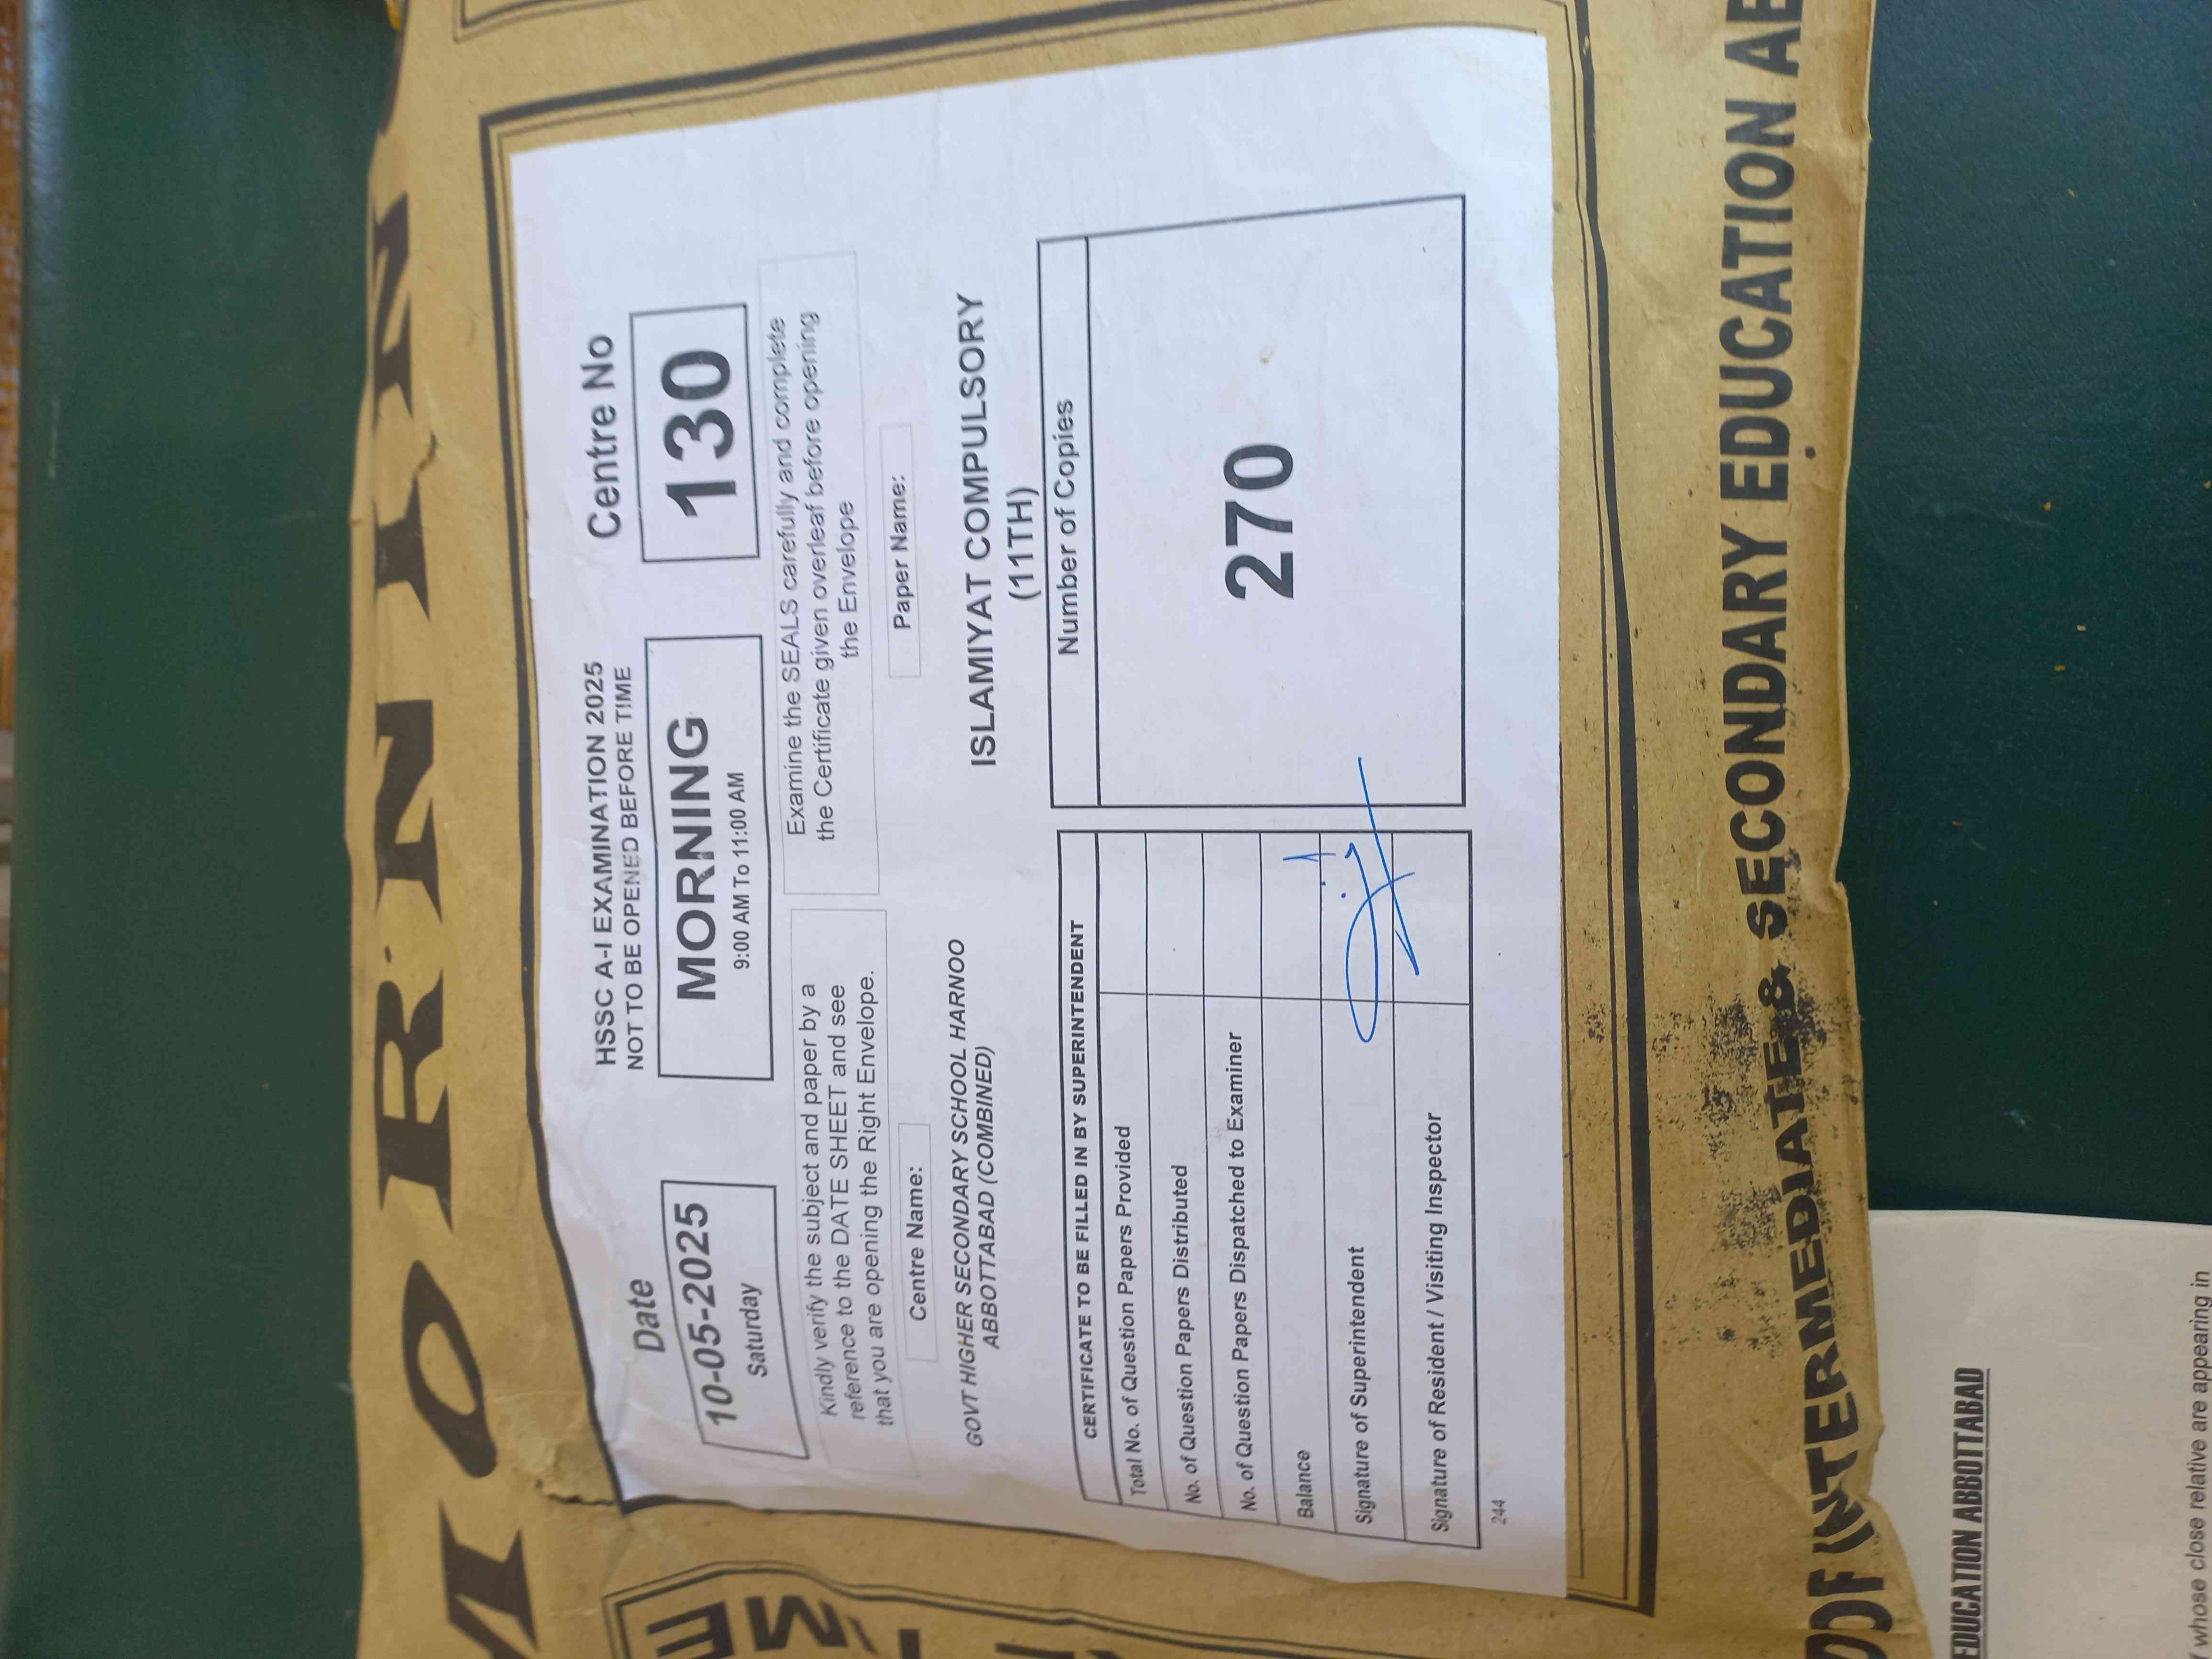 MORNIN
Date
10-05-2025
Saturday
HSSC A-I EXAMINATION 2025
NOT TO BE OPENED BEFORE TIME
MORNING
9:00 AM To 11:00 AM
Centre No
130
Kindly verify the subject and paper by a
reference to the DATE SHEET and see
that you are opening the Right Envelope.
Examine the SEALS carefully and complete
the Certificate given overleaf before opening
the Envelope
Centre Name:
GOVT HIGHER SECONDARY SCHOOL HARNOO
ABBOTTABAD (COMBINED)
Paper Name:
ISLAMIYAT COMPULSORY
(11TH)
CERTIFICATE TO BE FILLED IN BY SUPERINTENDENT
Total No. of Question Papers Provided
No. of Question Papers Distributed
No. of Question Papers Dispatched to Examiner
Balance
Signature of Superintendent
Signature of Resident / Visiting Inspector
Number of Copies
270
244
OF INTERMEDIATE & SECONDARY EDUCATION AB
EDUCATION ABBOTTABAD
whose close relative are appearing in